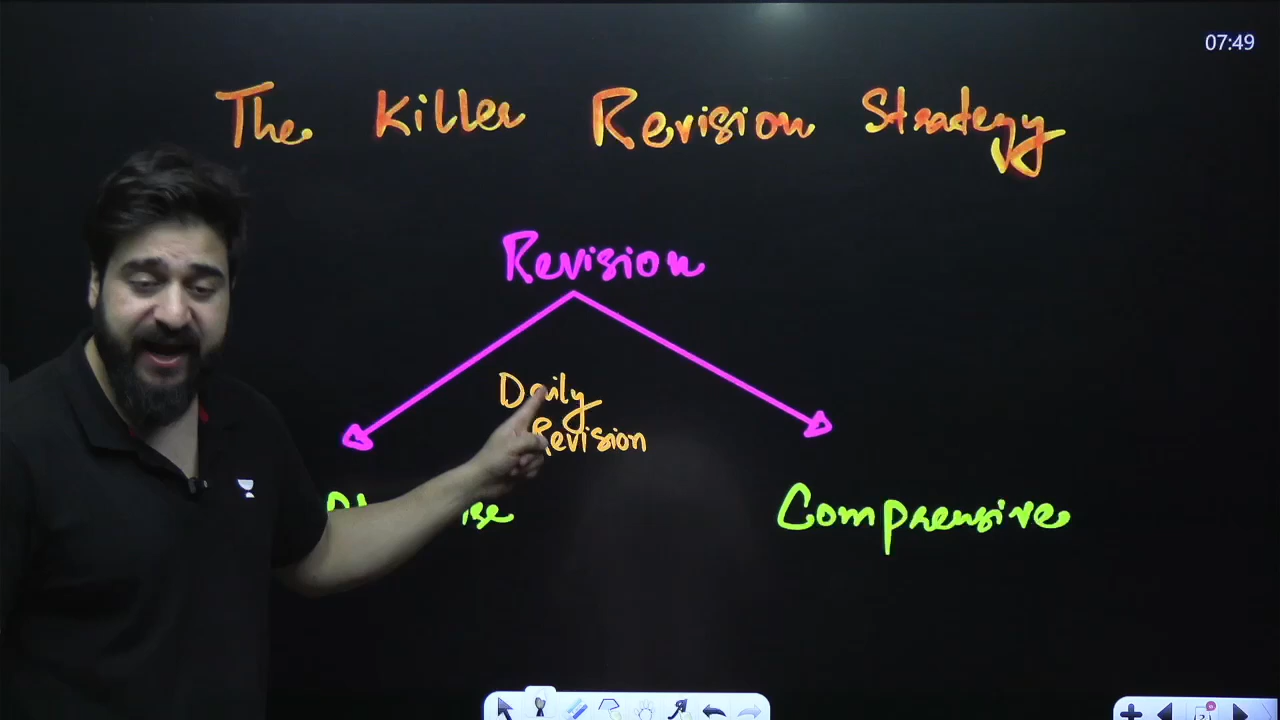 07:49
The Killer Revision Strategy
Revision
Daily
Revision
Comprensive